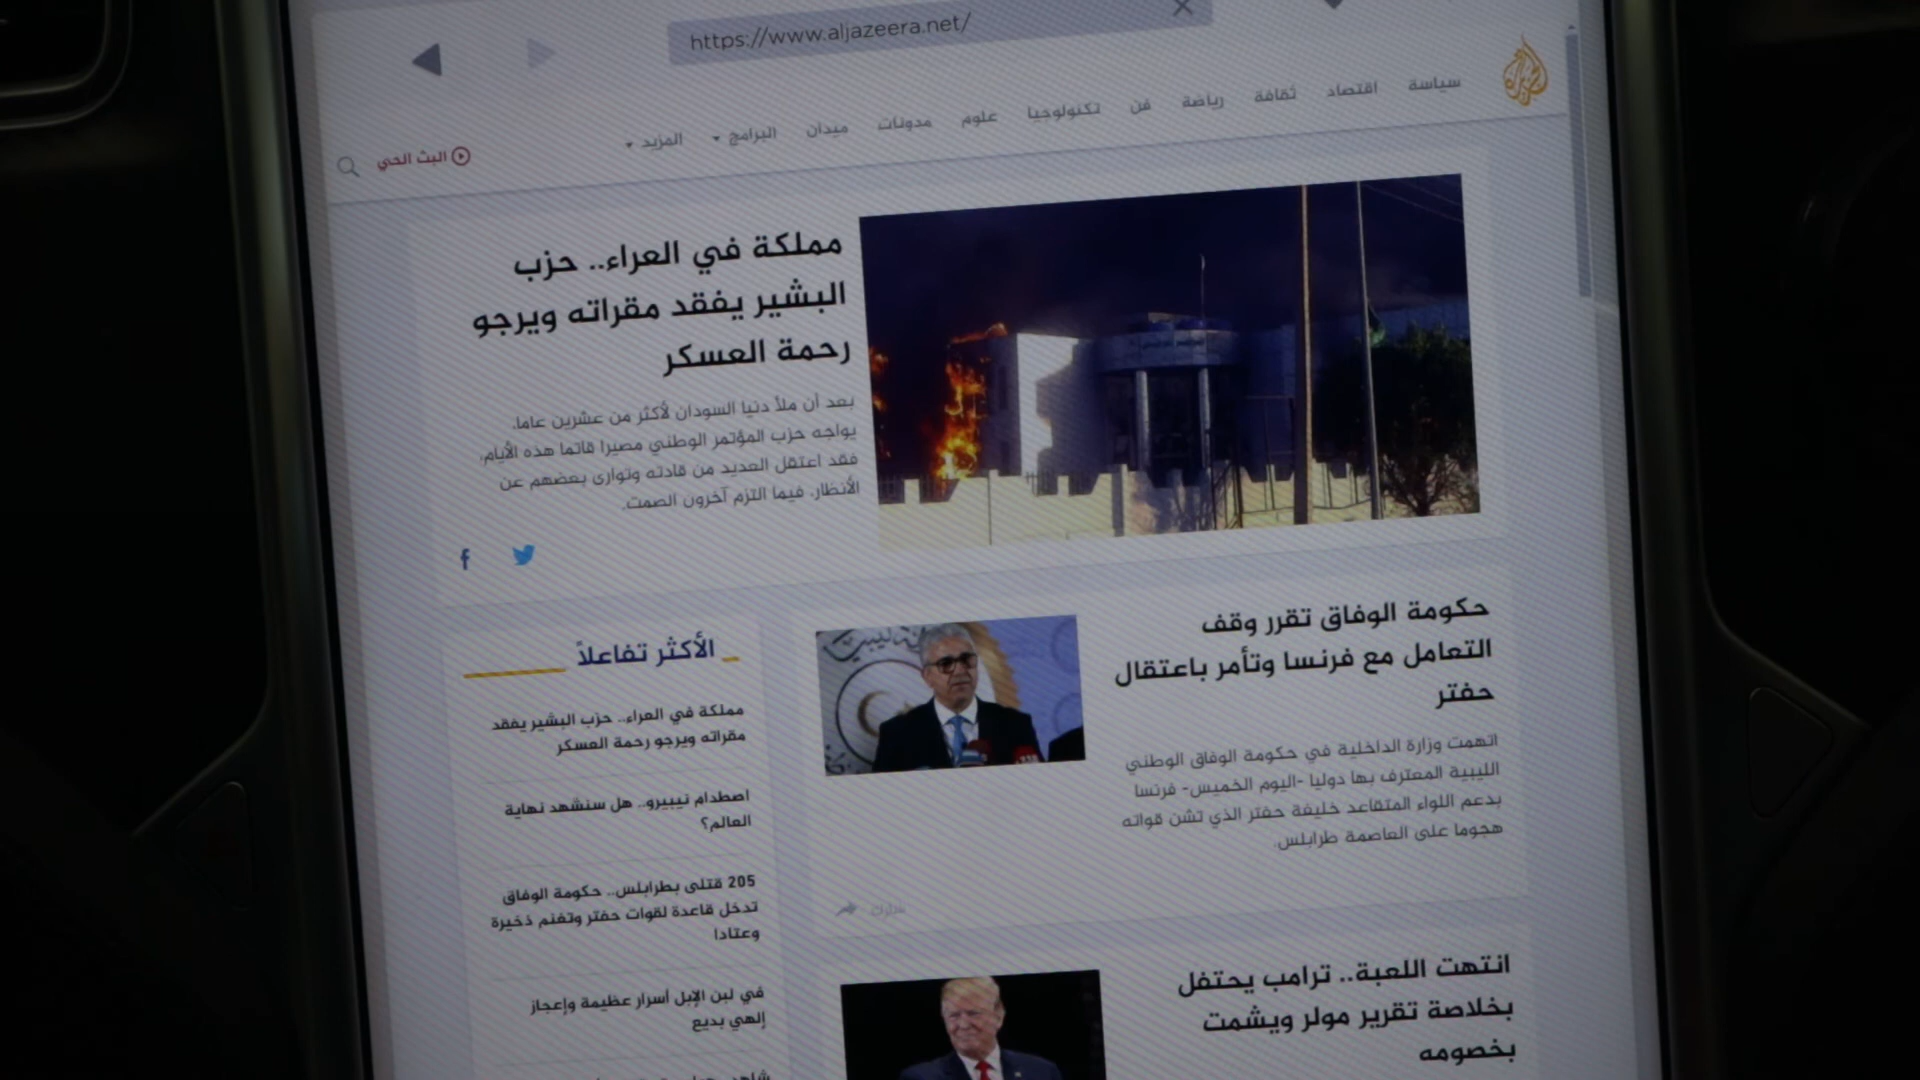 https://www.aljazeera.net/
سياسة اقتصاد ثقافة رياضة فن تكنولوجيا علوم مدونات ميدان البرامج المزيد
البث الحي
مملكة في العراء.. حزب
البشير يفقد مقراته ويرجو
رحمة العسكر
بعد أن ملأ دنيا السودان لأكثر من عشرين عاما،
يواجه حزب المؤتمر الوطني مصيرا قاتما هذه الأيام،
فقد اعتقل العديد من قادته وتوارى بعضهم عن
الأنظار، فيما التزم آخرون الصمت.
حكومة الوفاق تقرر وقف
التعامل مع فرنسا وتأمر باعتقال
حفتر
اتهمت وزارة الداخلية في حكومة الوفاق الوطني
الليبية المعترف بها دوليا -اليوم الخميس- فرنسا
بدعم اللواء المتقاعد خليفة حفتر الذي تشن قواته
هجوما على العاصمة طرابلس.
شارك
انتهت اللعبة.. ترامب يحتفل
بخلاصة تقرير مولر ويشمت
بخصومه
الأكثر تفاعلاً
مملكة في العراء.. حزب البشير يفقد
مقراته ويرجو رحمة العسكر
اصطدام نيبيرو.. هل سنشهد نهاية
العالم؟
205 قتلى بطرابلس.. حكومة الوفاق
تدخل قاعدة لقوات حفتر وتغنم ذخيرة
وعتادا
في لبن الإبل أسرار عظيمة وإعجاز
إلهي بديع